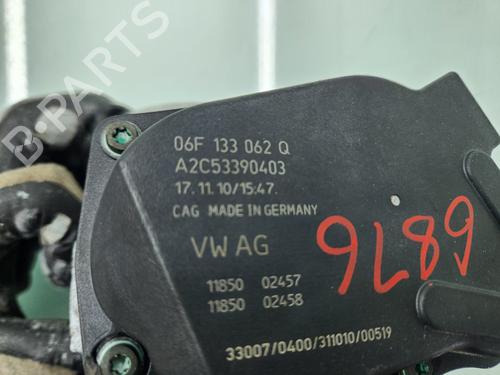 06F 133 062 Q
A2C53390403
17.11.10/15:47.
CAG MADE IN GERMANY
VW AG
11850 02457
11850 02458
33007/0400/311010/00519
9L89
B-PARTS